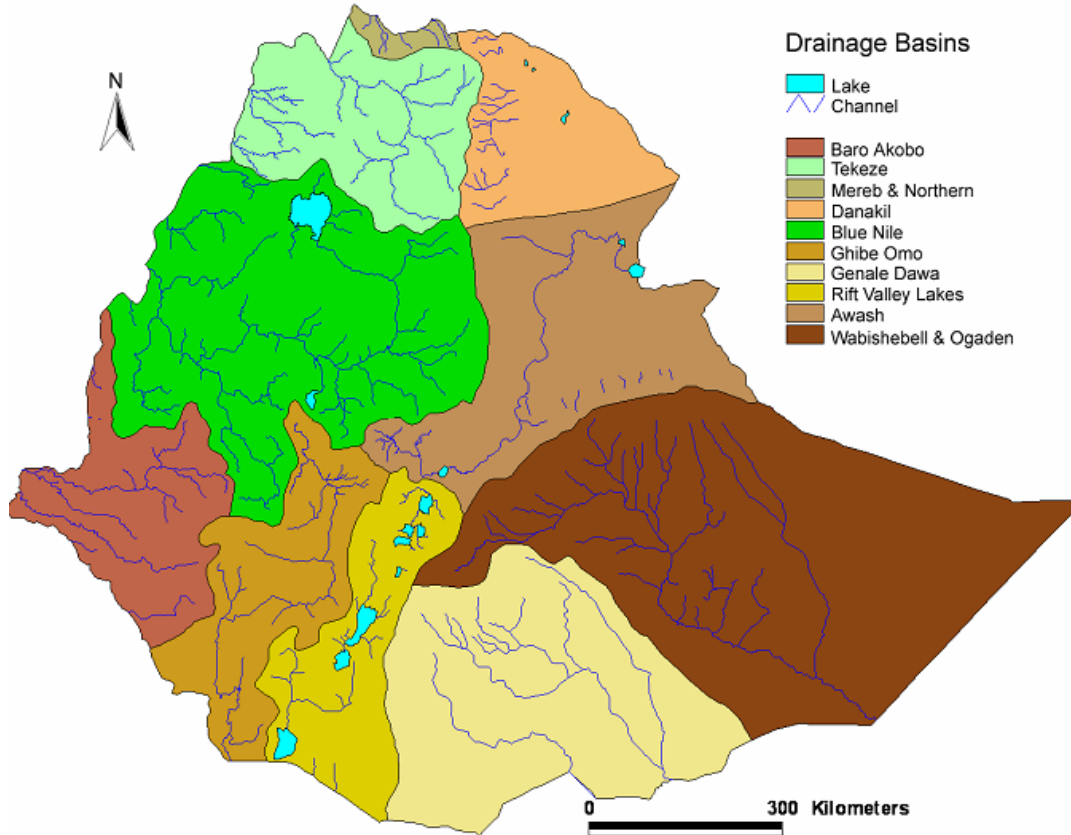 Drainage Basins
N
Lake
Channel
Baro Akobo
Tekeze
Mereb & Northern
Danakil
Blue Nile
Ghibe Omo
Genale Dawa
Rift Valley Lakes
Awash
Wabishebell & Ogaden
0 300 Kilometers